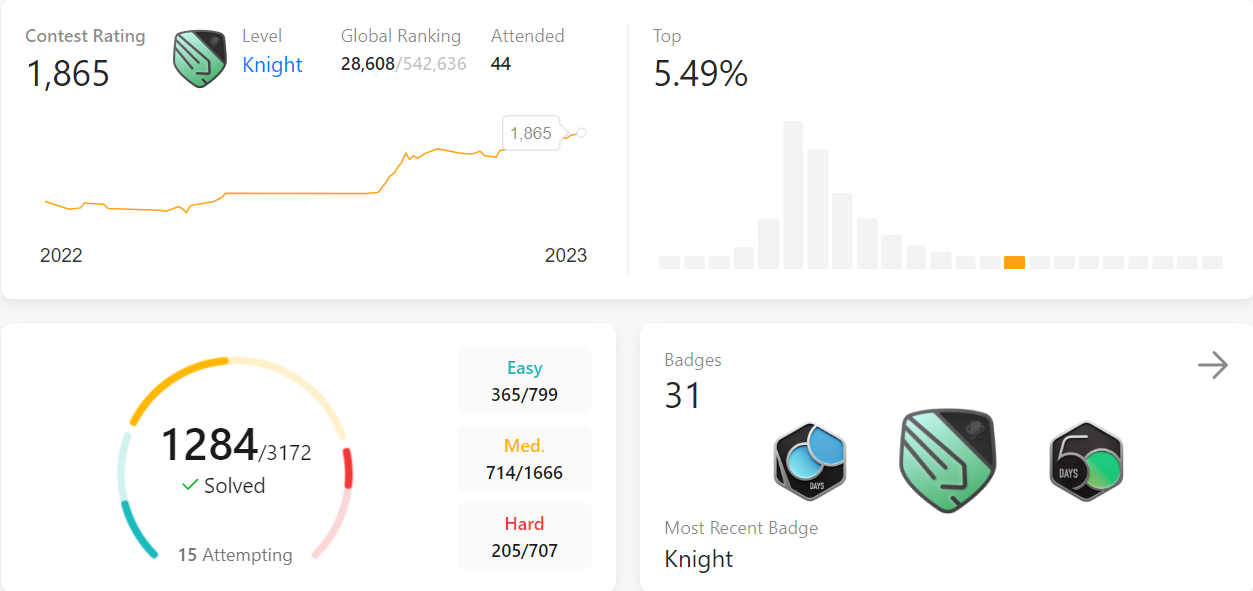 Contest Rating
1,865
Level
Knight
Global Ranking
28,608/542,636
Attended
44
1,865
2022
2023
Top
5.49%
1284/3172
Solved
15 Attempting
Easy
365/799
Med.
714/1666
Hard
205/707
Badges
31
DAYS
50
DAYS
Most Recent Badge
Knight